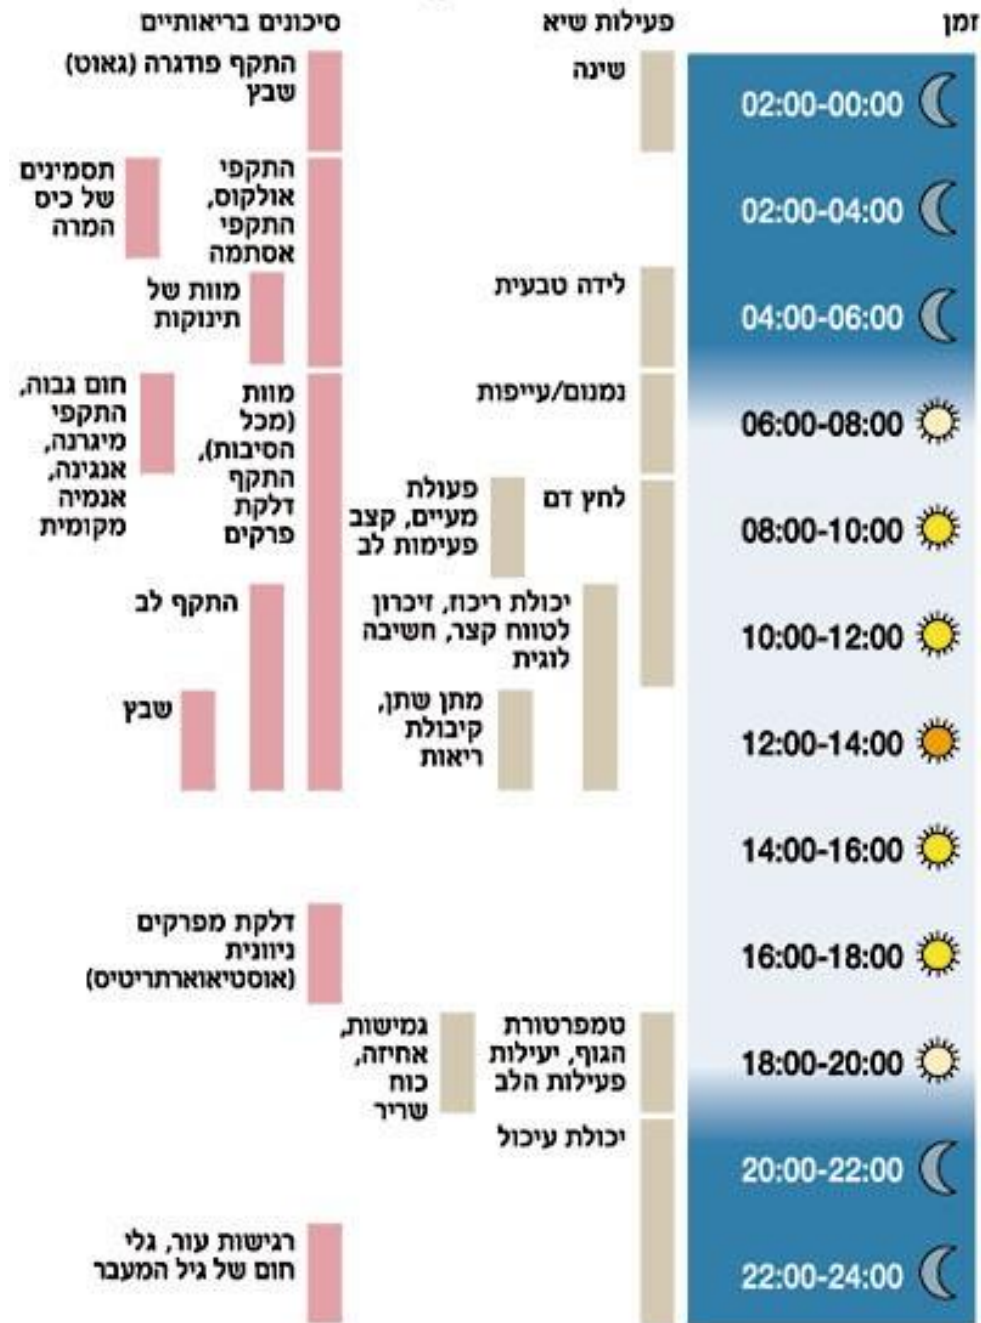 זמן
פעילות שיא
סיכונים בריאותיים
02:00-00:00
שינה
התקף פודגרה (גאוט)
שבץ
02:00-04:00
התקפי
אולקוס,
התקפי
אסתמה
תסמינים
של כיס
המרה
04:00-06:00
לידה טבעית
מוות של
תינוקות
06:00-08:00
נמנום/עייפות
מוות
(מכל
הסיבות),
התקף
דלקת
פרקים
חום גבוה,
התקפי
מיגרנה,
אנגינה,
אנמיה
מקומית
08:00-10:00
לחץ דם
פעולת
מעיים, קצב
פעימות לב
10:00-12:00
יכולת ריכוז, זיכרון
לטווח קצר, חשיבה
לוגית
התקף לב
12:00-14:00
מתן שתן,
קיבולת
ריאות
שבץ
14:00-16:00
16:00-18:00
דלקת מפרקים
ניוונית
(אוסטיאוארתריטיס)
18:00-20:00
טמפרטורת
הגוף, יעילות
פעילות הלב
גמישות,
אחיזה,
כוח
שריר
20:00-22:00
יכולת עיכול
22:00-24:00
רגישות עור, גלי
חום של גיל המעבר